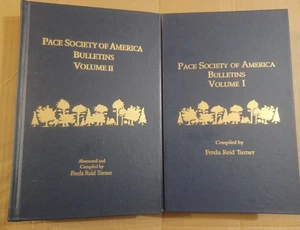 PACE SOCIETY OF AMERICA
BULLETINS
VOLUME II
Abstracted and
Compiled by
Freda Reid Turner
PACE SOCIETY OF AMERICA
BULLETINS
VOLUME I
Compiled by
Freda Reid Turner